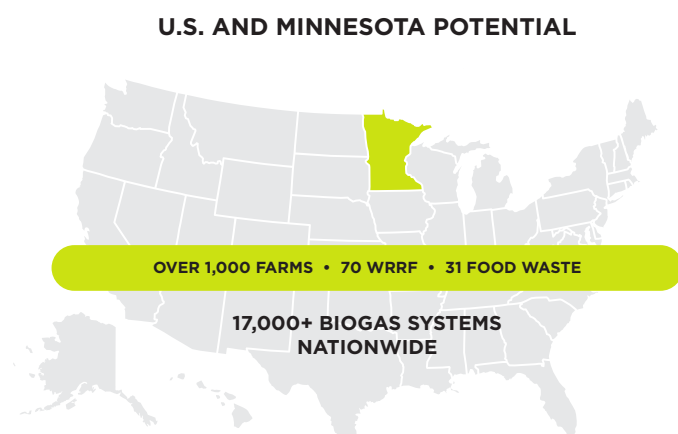 U.S. AND MINNESOTA POTENTIAL
OVER 1,000 FARMS • 70 WRRF • 31 FOOD WASTE
17,000+ BIOGAS SYSTEMS
NATIONWIDE